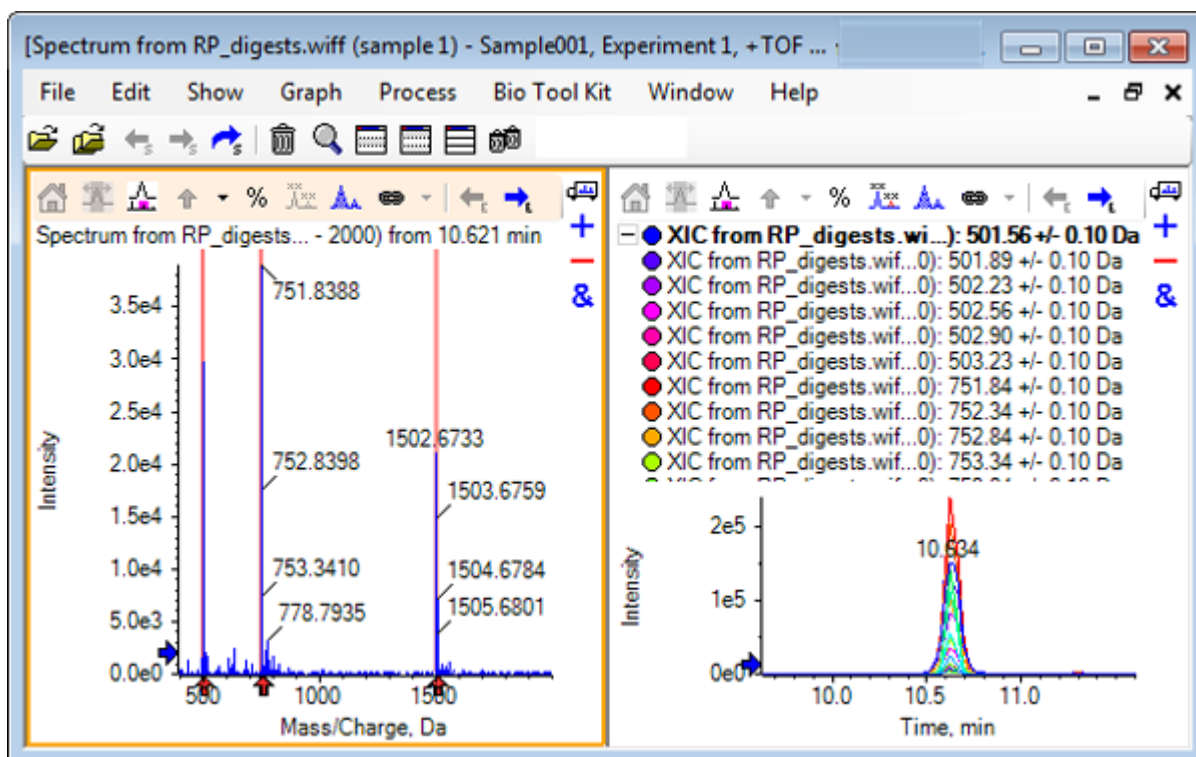 [Spectrum from RP_digests.wiff (sample 1) - Sample001, Experiment 1, +TOF ...
File Edit Show Graph Process Bio Tool Kit Window Help
%
Spectrum from RP_digests... - 2000) from 10.621 min
751.8388
3.5e4
3.0e4
2.5e4
1502.6733
2.0e4
752.8398
1503.6759
1.5e4
1.0e4
753.3410
1504.6784
778.7935
1505.6801
5.0e3
0.0e0
500 1000 1500
Intensity
Mass/Charge, Da
%
XIC from RP_digests.wi...): 501.56 +/- 0.10 Da
XIC from RP_digests.wif...0): 501.89 +/- 0.10 Da
XIC from RP_digests.wif...0): 502.23 +/- 0.10 Da
XIC from RP_digests.wif...0): 502.56 +/- 0.10 Da
XIC from RP_digests.wif...0): 502.90 +/- 0.10 Da
XIC from RP_digests.wif...0): 503.23 +/- 0.10 Da
XIC from RP_digests.wif...0): 751.84 +/- 0.10 Da
XIC from RP_digests.wif...0): 752.34 +/- 0.10 Da
XIC from RP_digests.wif...0): 752.84 +/- 0.10 Da
XIC from RP_digests.wif...0): 753.34 +/- 0.10 Da
2e5
10.634
1e5
0e0
10.0 10.5 11.0
Intensity
Time, min